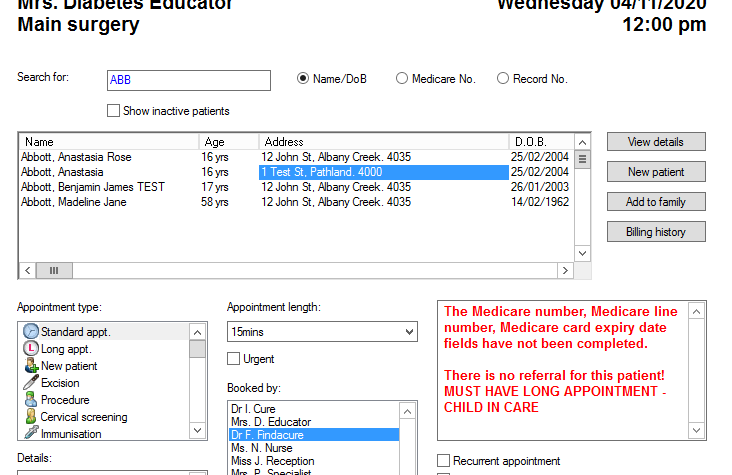 Mrs. Diabetes Educator
Wednesday 04/11/2020
Main surgery
12:00 pm
Search for:
ABB
Name/DoB
Medicare No.
Record No.
Show inactive patients
Name Age Address D.O.B.
Abbott, Anastasia Rose 16 yrs 12 John St, Albany Creek. 4035 25/02/2004
Abbott, Anastasia 16 yrs 1 Test St, Pathland. 4000 25/02/2004
Abbott, Benjamin James TEST 17 yrs 12 John St, Albany Creek. 4035 26/01/2003
Abbott, Madeline Jane 58 yrs 12 John St, Albany Creek. 4035 14/02/1962
View details
New patient
Add to family
Billing history
Appointment type:
Standard appt.
Long appt.
New patient
Excision
Procedure
Cervical screening
Immunisation
Details:
Appointment length:
15mins
Urgent
Booked by:
Dr I. Cure
Mrs. D. Educator
Dr F. Findacure
Ms. N. Nurse
Miss J. Reception
Mrs. P. Specialist
The Medicare number, Medicare line
number, Medicare card expiry date
fields have not been completed.
There is no referral for this patient!
MUST HAVE LONG APPOINTMENT -
CHILD IN CARE
Recurrent appointment